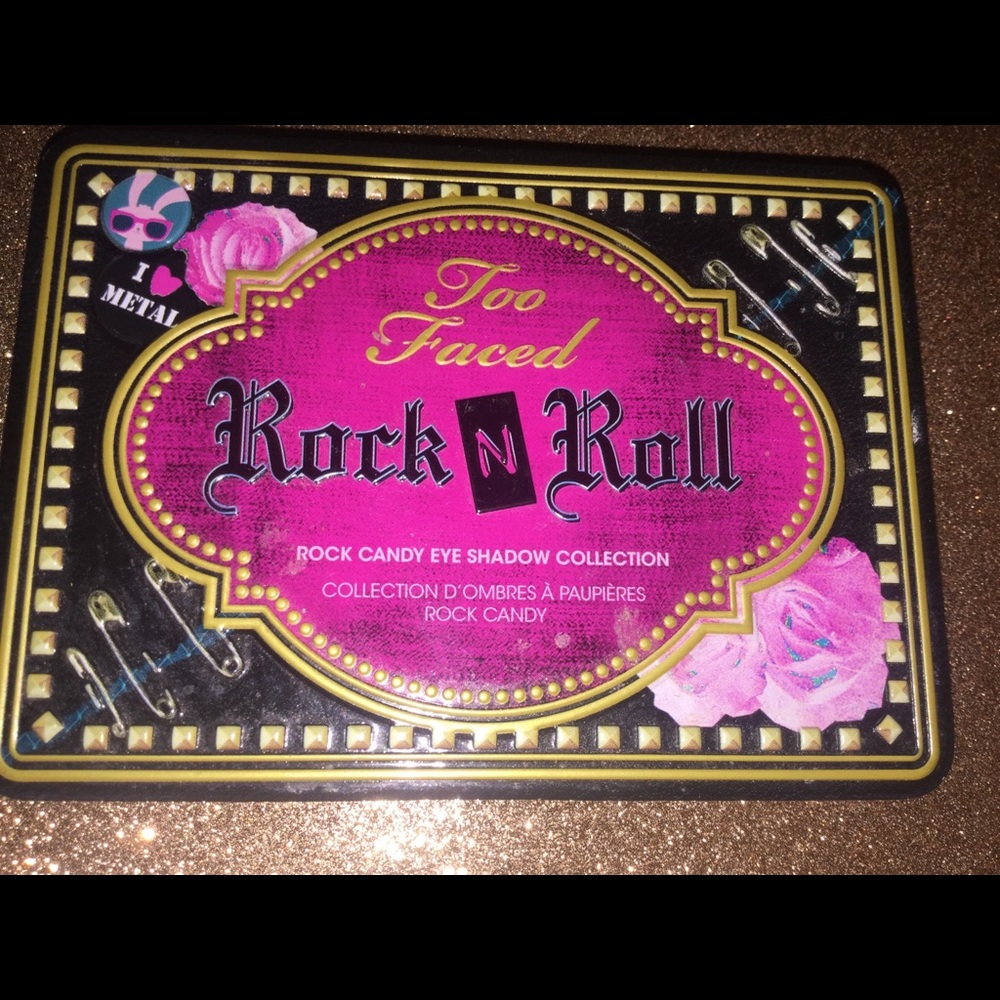 I
METAL
Too
Faced
Rock N Roll
ROCK CANDY EYE SHADOW COLLECTION
COLLECTION D'OMBRES À PAUPIÈRES
ROCK CANDY